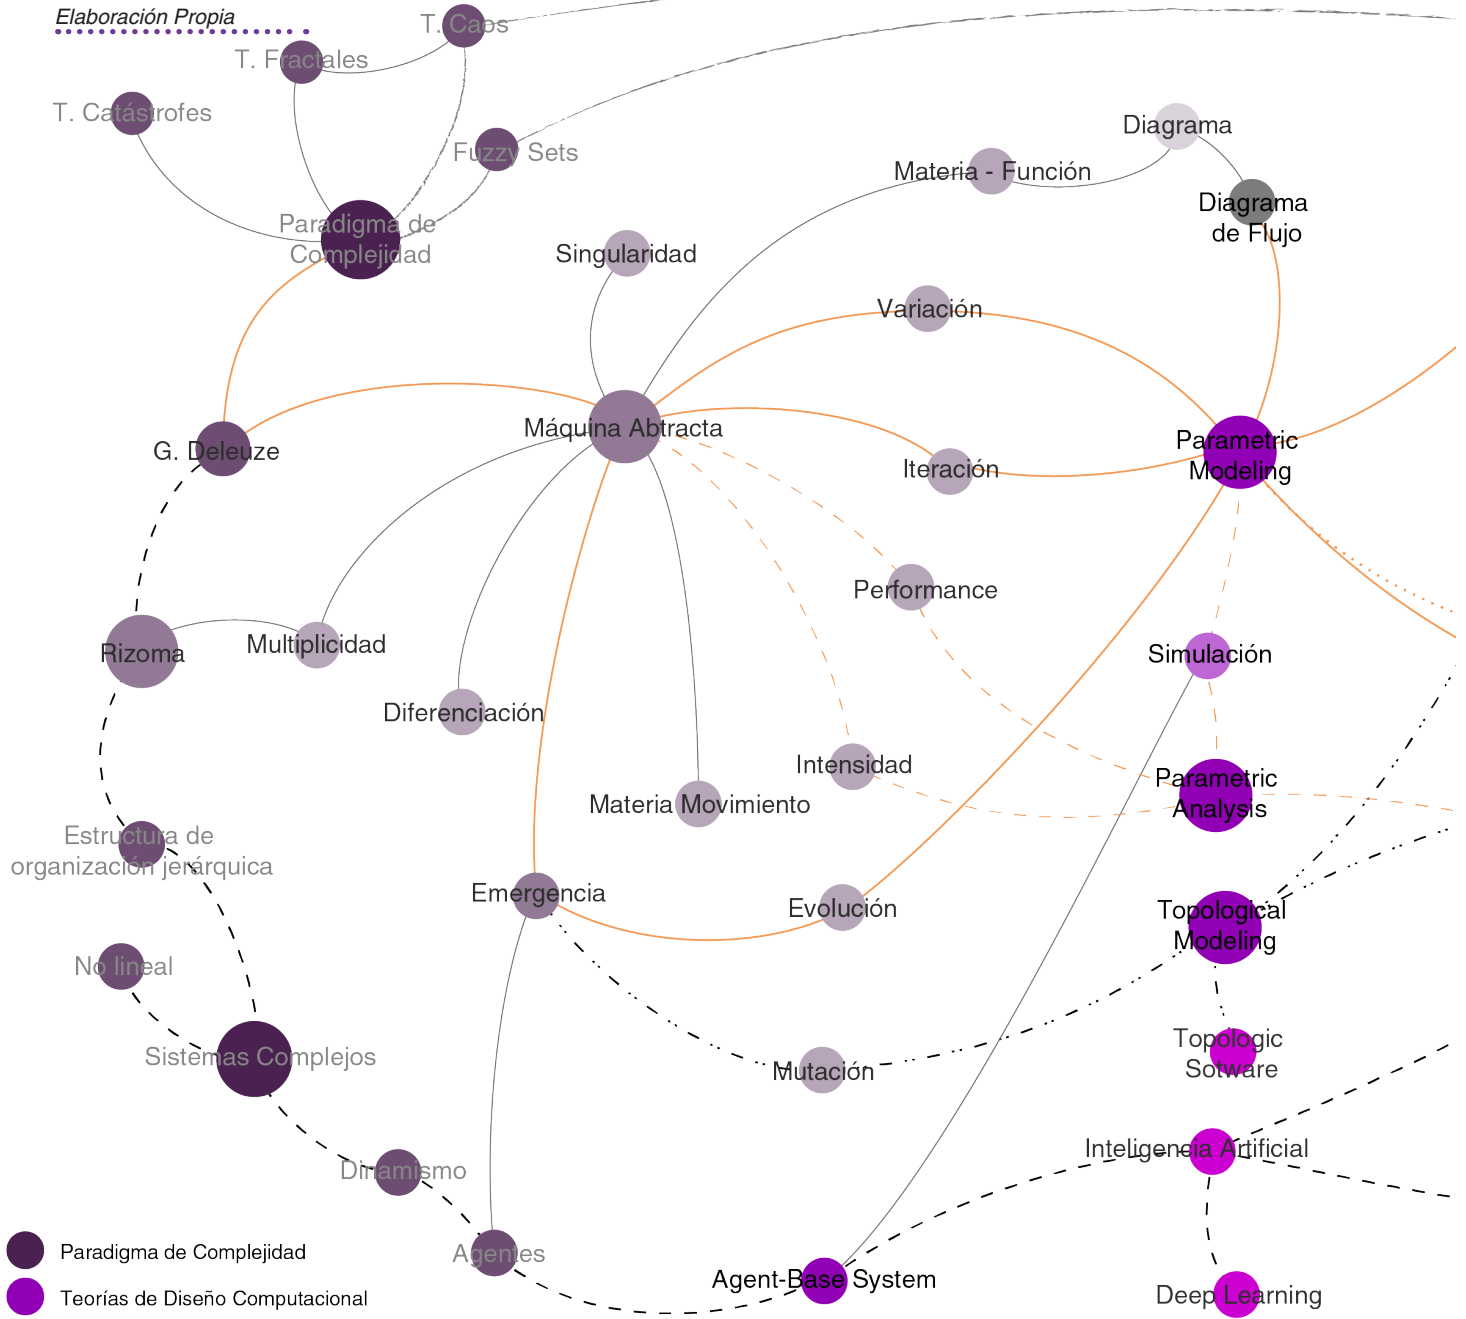 Elaboración Propia
T. Caos
T. Fractales
T. Catástrofes
Fuzzy Sets
Diagrama
Materia - Función
Diagrama
de Flujo
Paradigma de
Complejidad
Singularidad
Variación
G. Deleuze
Máquina Abtracta
Iteración
Parametric
Modeling
Performance
Rizoma
Multiplicidad
Simulación
Diferenciación
Intensidad
Materia Movimiento
Parametric
Analysis
Estructura de
organización jerárquica
Emergencia
Evolución
Topological
Modeling
No lineal
Sistemas Complejos
Mutación
Topologic
Sotware
Inteligencia Artificial
Dinamismo
Agentes
Agent-Base System
Deep Learning
Paradigma de Complejidad
Teorías de Diseño Computacional